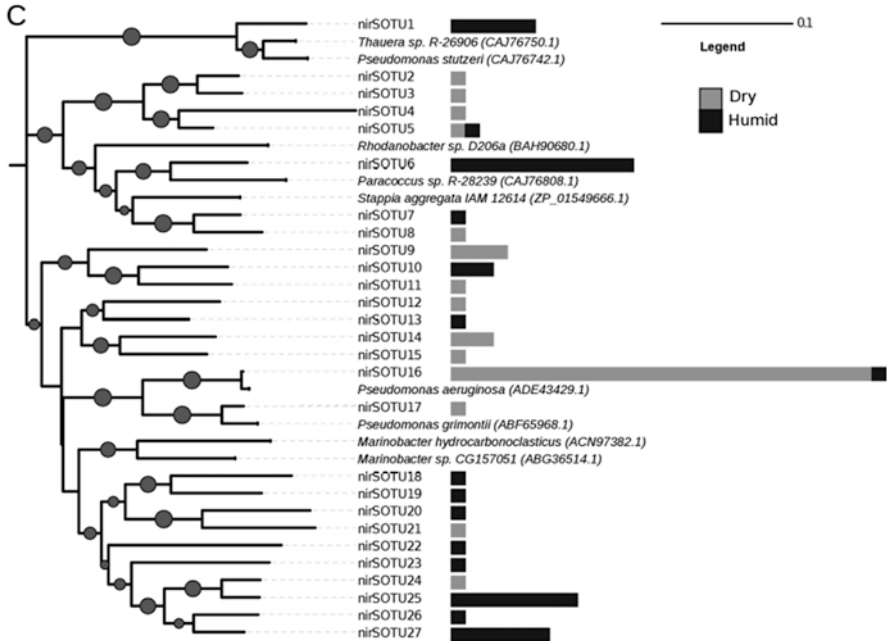 C
nirSOTU1
0.1
Thauera sp. R-26906 (CAJ76750.1)
Legend
Pseudomonas stutzeri (CAJ76742.1)
nirSOTU2
nirSOTU3
Dry
nirSOTU4
Humid
nirSOTU5
Rhodanobacter sp. D206a (BAH90680.1)
nirSOTU6
Paracoccus sp. R-28239 (CAJ76808.1)
Stappia aggregata IAM 12614 (ZP_01549666.1)
nirSOTU7
nirSOTU8
nirSOTU9
nirSOTU10
nirSOTU11
nirSOTU12
nirSOTU13
nirSOTU14
nirSOTU15
nirSOTU16
Pseudomonas aeruginosa (ADE43429.1)
nirSOTU17
Pseudomonas grimontii (ABF65968.1)
Marinobacter hydrocarbonoclasticus (ACN97382.1)
Marinobacter sp. CG157051 (ABG36514.1)
nirSOTU18
nirSOTU19
nirSOTU20
nirSOTU21
nirSOTU22
nirSOTU23
nirSOTU24
nirSOTU25
nirSOTU26
nirSOTU27